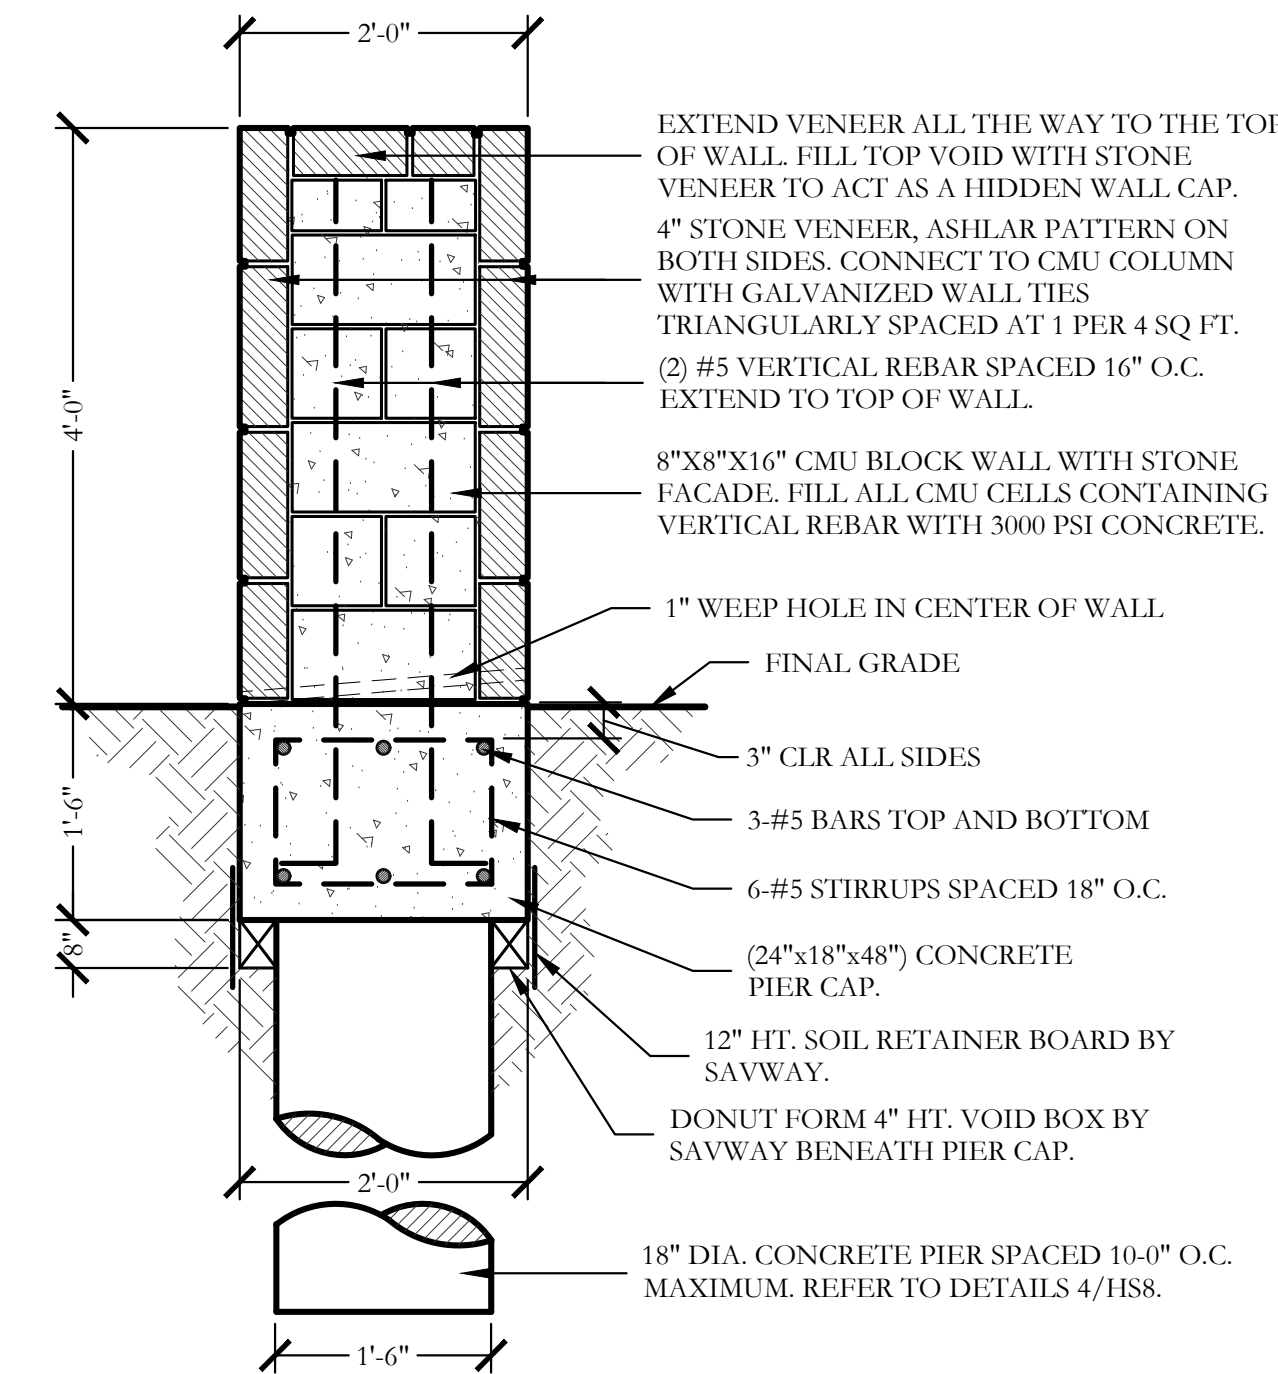 2'-0"
EXTEND VENEER ALL THE WAY TO THE TOP
OF WALL. FILL TOP VOID WITH STONE
VENEER TO ACT AS A HIDDEN WALL CAP.
4" STONE VENEER, ASHLAR PATTERN ON
BOTH SIDES. CONNECT TO CMU COLUMN
WITH GALVANIZED WALL TIES
TRIANGULARLY SPACED AT 1 PER 4 SQ FT.
(2) #5 VERTICAL REBAR SPACED 16" O.C.
EXTEND TO TOP OF WALL.
4'-0"
8"X8"X16" CMU BLOCK WALL WITH STONE
FACADE. FILL ALL CMU CELLS CONTAINING
VERTICAL REBAR WITH 3000 PSI CONCRETE.
1" WEEP HOLE IN CENTER OF WALL
FINAL GRADE
3" CLR ALL SIDES
1'-6"
3-#5 BARS TOP AND BOTTOM
6-#5 STIRRUPS SPACED 18" O.C.
8"
(24"x18"x48") CONCRETE
PIER CAP.
12" HT. SOIL RETAINER BOARD BY
SAVWAY.
DONUT FORM 4" HT. VOID BOX BY
SAVWAY BENEATH PIER CAP.
2'-0"
18" DIA. CONCRETE PIER SPACED 10-0" O.C.
MAXIMUM. REFER TO DETAILS 4/HS8.
1'-6"